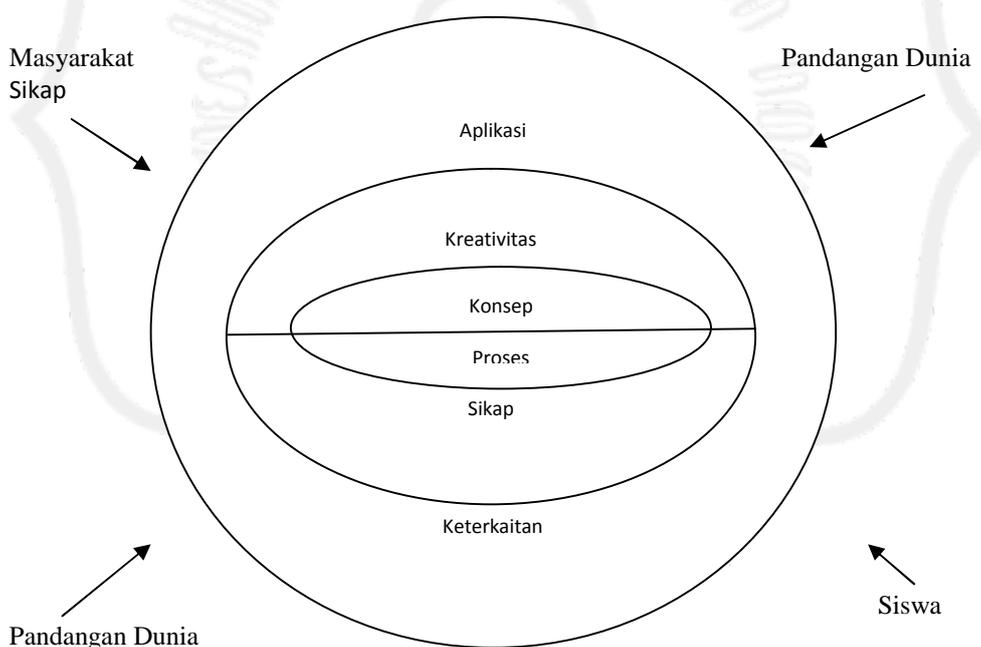 Masyarakat
Sikap
Pandangan Dunia
Aplikasi
Kreativitas
Konsep
Proses
Sikap
Keterkaitan
Siswa
Pandangan Dunia